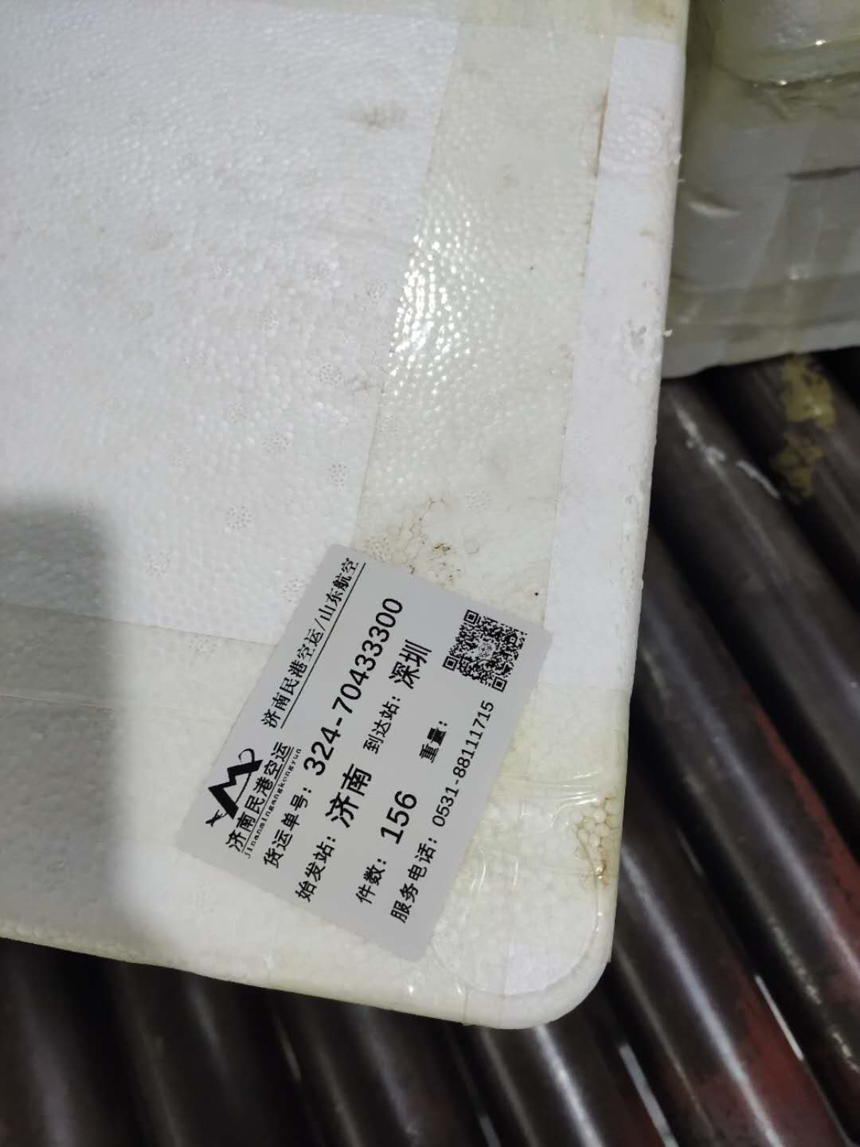 济南民港空运
Jinanmingangkongyun
济南民港空运/山东航空
货运单号: 324-70433300
始发站: 济南 到达站: 深圳
件数: 156 重量:
服务电话: 0531-88111715